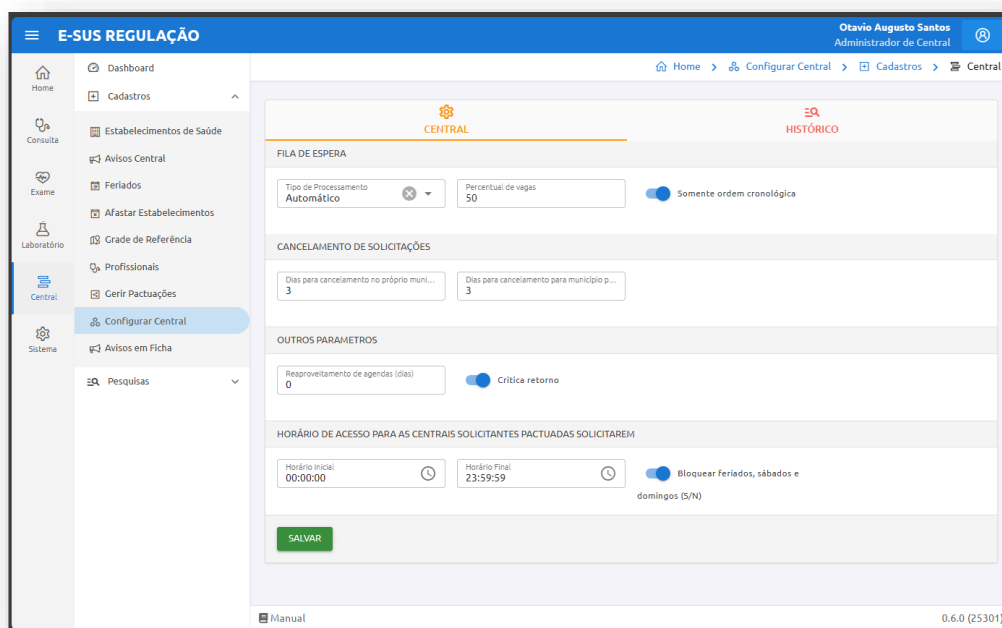 E-SUS REGULAÇÃO
Otavio Augusto Santos
Administrador de Central
Home
Consulta
Exame
Laboratório
Central
Sistema
Dashboard
Cadastros
Estabelecimentos de Saúde
Avisos Central
Feriados
Afastar Estabelecimentos
Grade de Referência
Profissionais
Gerir Pactuações
Configurar Central
Avisos em Ficha
Pesquisas
Home > Configurar Central > Cadastros > Central
CENTRAL
HISTÓRICO
FILA DE ESPERA
Tipo de Processamento
Automático
Percentual de vagas
50
Somente ordem cronológica
CANCELAMENTO DE SOLICITAÇÕES
Dias para cancelamento no próprio muni...
3
Dias para cancelamento para município p...
3
OUTROS PARAMETROS
Reaproveitamento de agendas (dias)
0
Critica retorno
HORÁRIO DE ACESSO PARA AS CENTRAIS SOLICITANTES PACTUADAS SOLICITAREM
Horário inicial
00:00:00
Horário Final
23:59:59
Bloquear feriados, sábados e
domingos (S/N)
SALVAR
Manual
0.6.0 (25301)